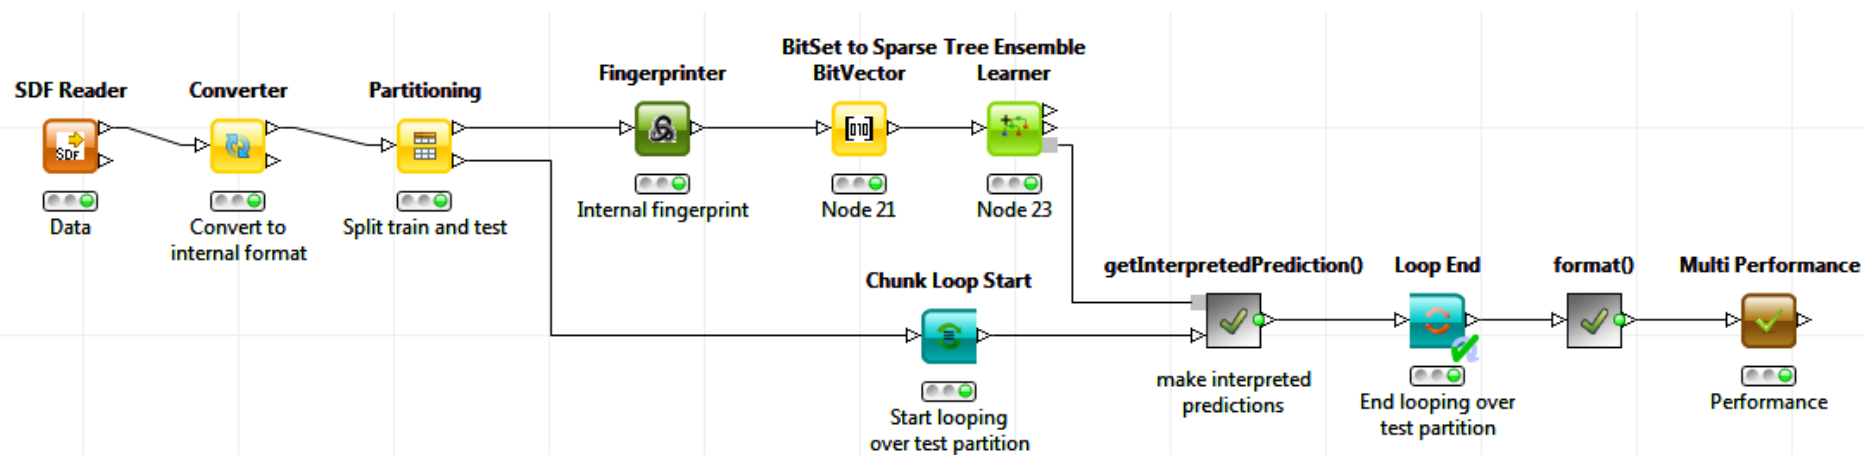 SDF Reader
SDF
Data
Converter
Convert to
internal format
Partitioning
Split train and test
Fingerprinter
Internal fingerprint
BitSet to Sparse
BitVector
[010]
Node 21
Tree Ensemble
Learner
Node 23
Chunk Loop Start
Start looping
over test partition
getInterpretedPrediction()
make interpreted
predictions
Loop End
End looping over
test partition
format()
Multi Performance
Performance